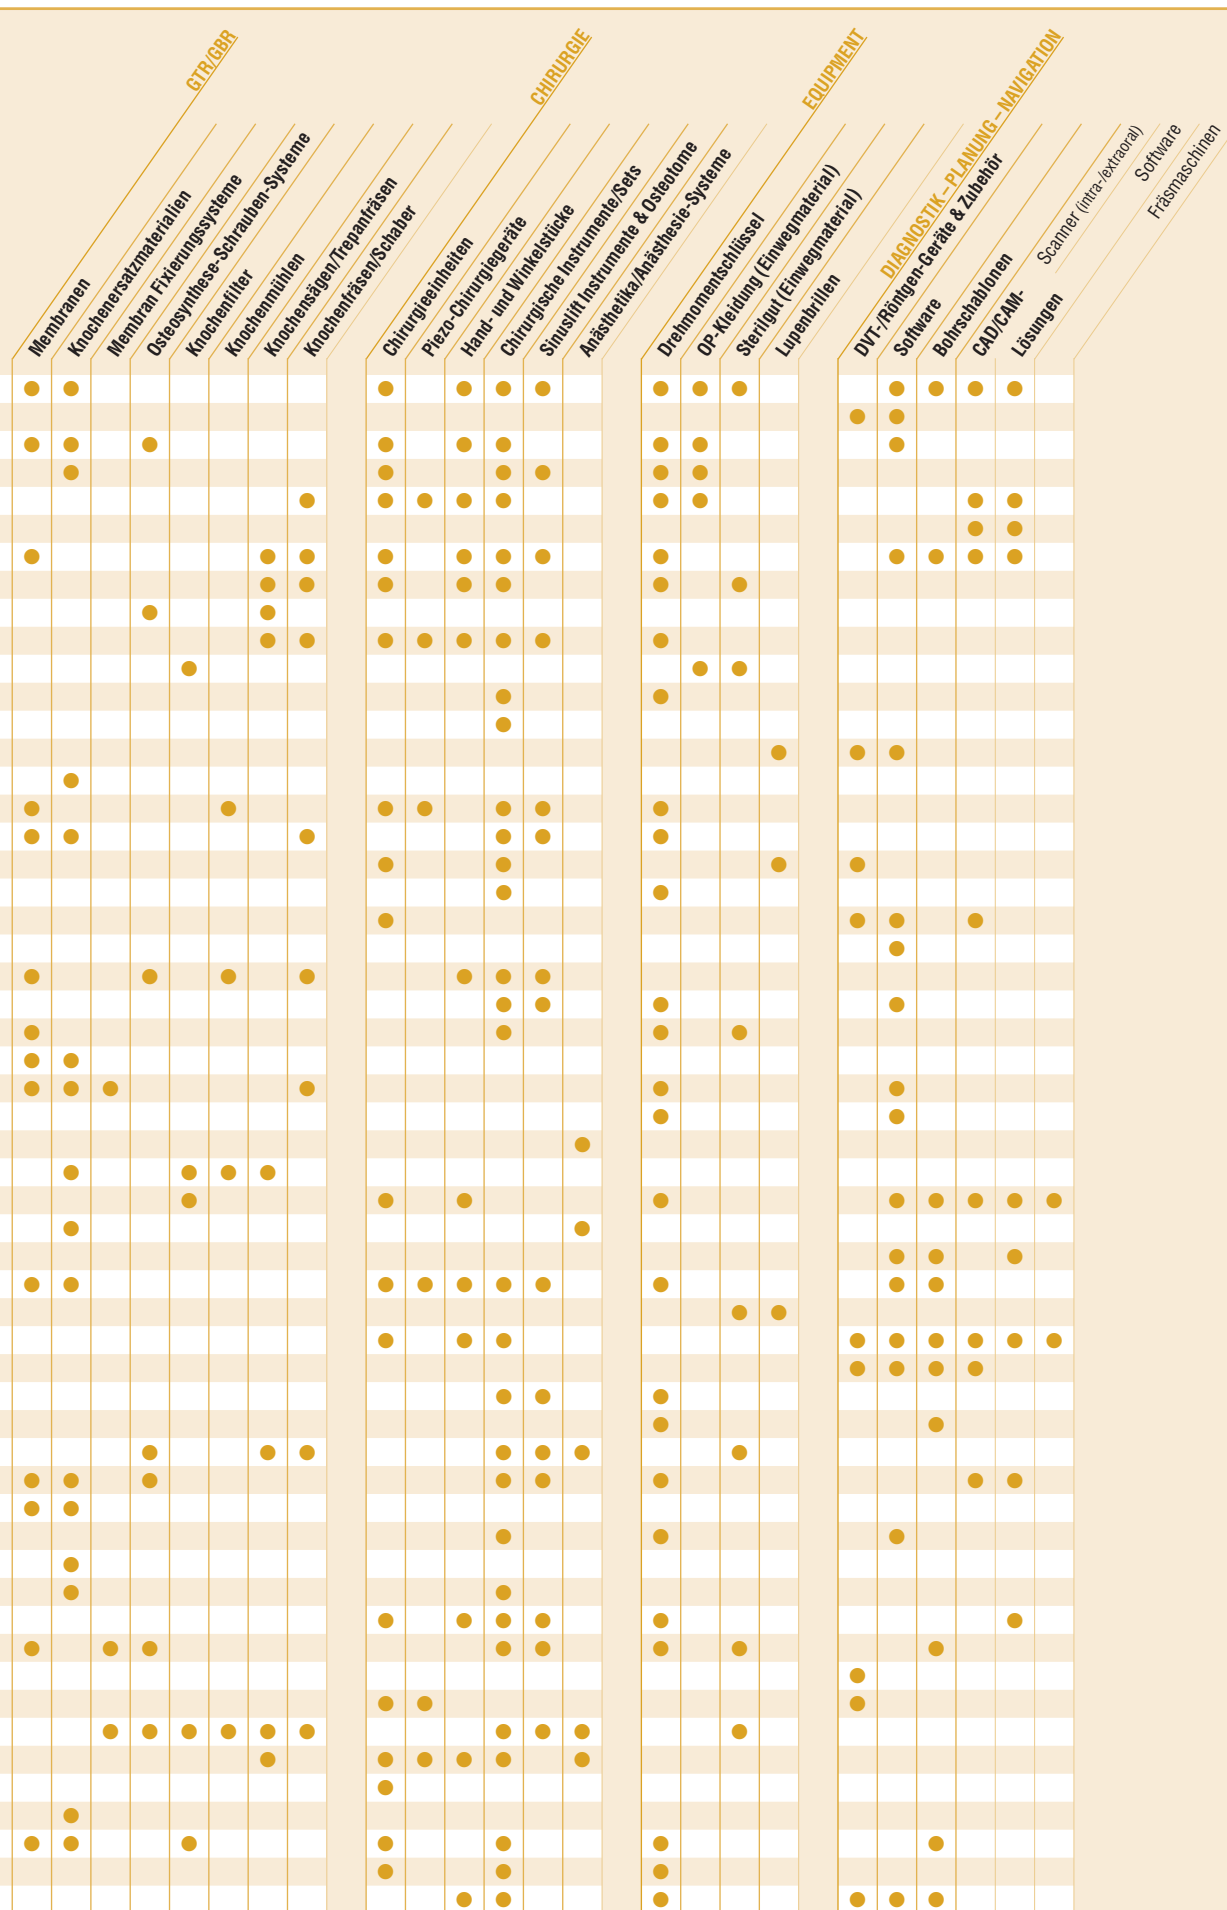 GTR/GBR
Membranen
Knochenersatzmaterialien
Membran Fixierungssysteme
Osteosynthese-Schrauben-Systeme
Knochenfilter
Knochenmühlen
Knochensägen/Trepanfräsen
Knochenfräsen/Schaber
CHIRURGIE
Chirurgieeinheiten
Piezo-Chirurgiegeräte
Hand- und Winkelstücke
Chirurgische Instrumente/Sets
Sinuslift Instrumente & Osteotome
Anästhetika/Anästhesie-Systeme
EQUIPMENT
Drehmomentschlüssel
OP-Kleidung (Einwegmaterial)
Sterilgut (Einwegmaterial)
Lupenbrillen
DIAGNOSTIK – PLANUNG – NAVIGATION
DVT-/Röntgen-Geräte & Zubehör
Software
Bohrschablonen
CAD/CAM-
Lösungen
Scanner (intra-/extraoral)
Software
Fräsmaschinen